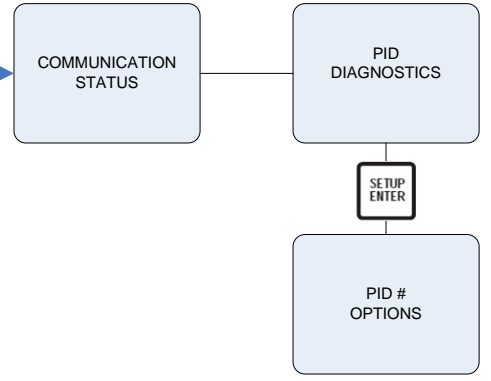 COMMUNICATION
STATUS
PID
DIAGNOSTICS
SETUP
ENTER
PID #
OPTIONS